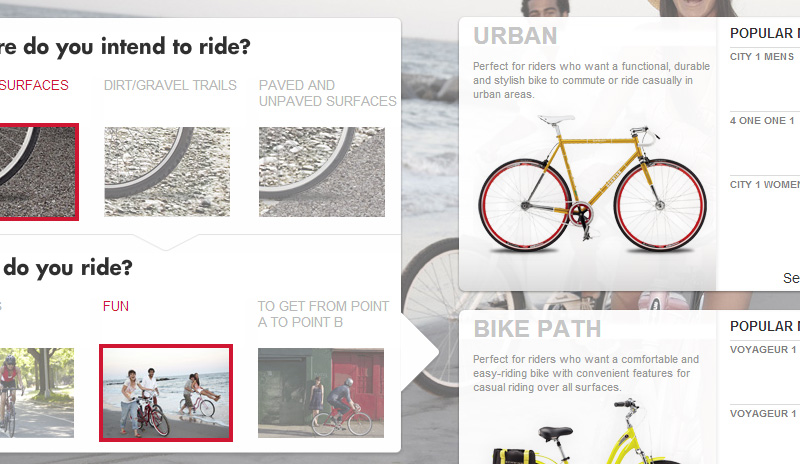 re do you intend to ride?
SURFACES
DIRT/GRAVEL TRAILS
PAVED AND
UNPAVED SURFACES
do you ride?
S
FUN
TO GET FROM POINT
A TO POINT B
URBAN
Perfect for riders who want a functional, durable
and stylish bike to commute or ride casually in
urban areas.
POPULAR M
CITY 1 MENS
4 ONE ONE 1
CITY 1 WOMEN
Se
BIKE PATH
Perfect for riders who want a comfortable and
easy-riding bike with convenient features for
casual riding over all surfaces.
POPULAR M
VOYAGEUR 1
VOYAGEUR 1